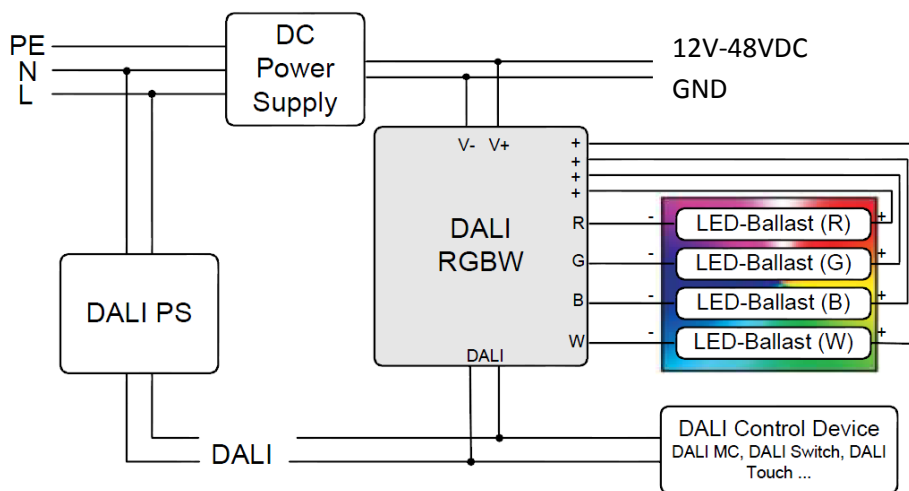 PE
N
L
DC
Power
Supply
12V-48VDC
GND
V- V+
+
+
+
+
DALI
RGBW
R
G
B
W
DALI
- LED-Ballast (R) +
- LED-Ballast (G) +
- LED-Ballast (B) +
- LED-Ballast (W) +
DALI PS
DALI
DALI Control Device
DALI MC, DALI Switch, DALI
Touch ...